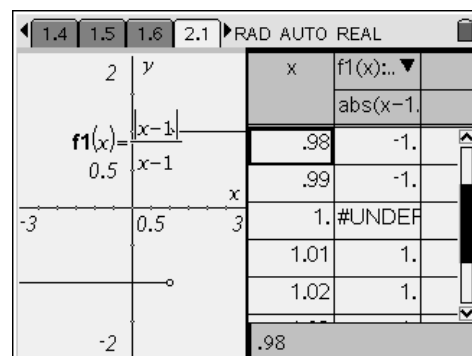 1.4 1.5 1.6 2.1 RAD AUTO REAL
2 y
f1(x)=|x-1|/x-1
0.5
x
-3 0.5 3
-2
x f1(x):.. ▼
abs(x-1.
.98 -1.
.99 -1.
1. #UNDEF
1.01 1.
1.02 1.
.98